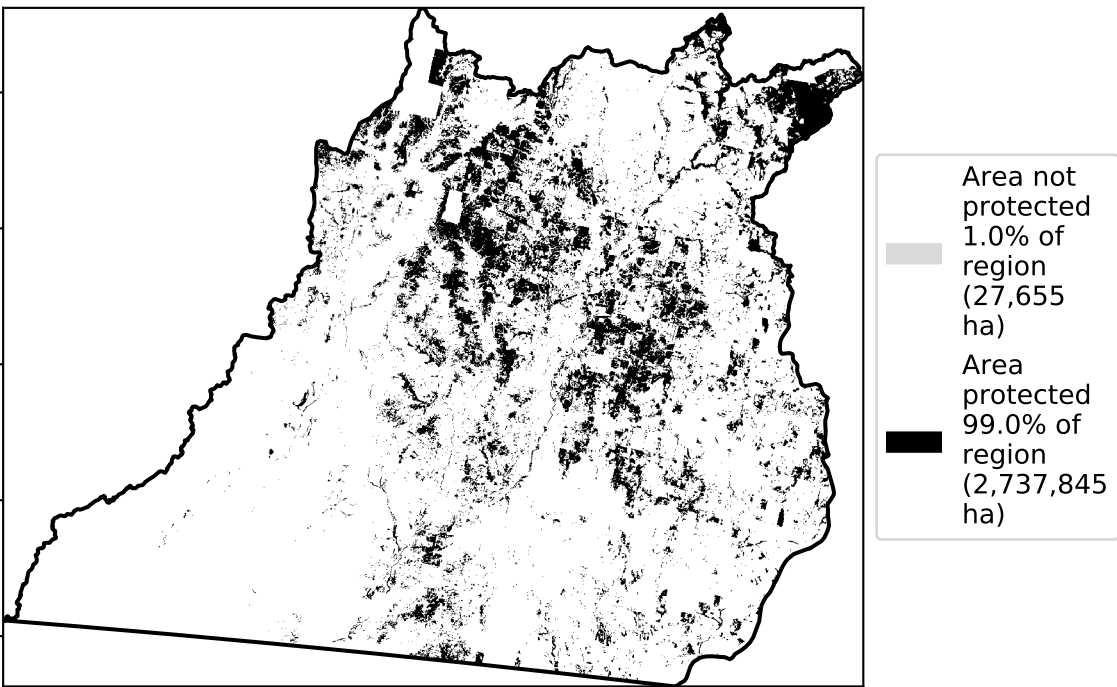 Area not
protected
1.0% of
region
(27,655
ha)
Area
protected
99.0% of
region
(2,737,845
ha)